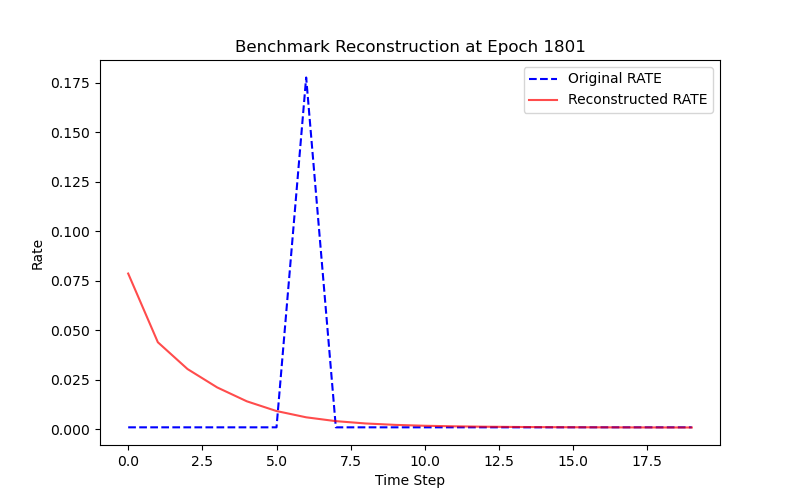 Benchmark Reconstruction at Epoch 1801
Original RATE
Reconstructed RATE
0.175
0.150
0.125
0.100
0.075
0.050
0.025
0.000
Rate
0.0 2.5 5.0 7.5 10.0 12.5 15.0 17.5
Time Step